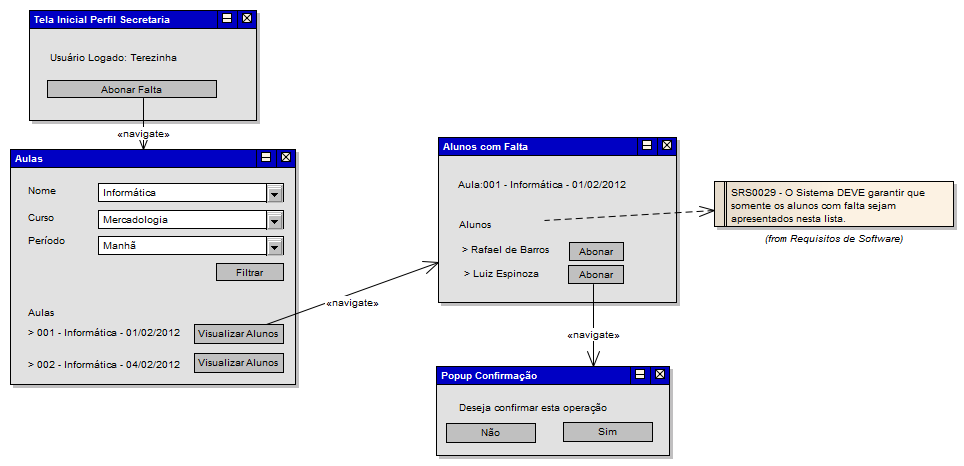 Tela Inicial Perfil Secretaria
Usuário Logado: Terezinha
Abonar Falta
«navigate»
Aulas
Nome
Informática
Curso
Mercadologia
Período
Manhã
Filtrar
Aulas
> 001 - Informática - 01/02/2012
Visualizar Alunos
> 002 - Informática - 04/02/2012
Visualizar Alunos
«navigate»
Alunos com Falta
Aula:001 - Informática - 01/02/2012
Alunos
> Rafael de Barros
Abonar
> Luiz Espinoza
Abonar
SRS0029 - O Sistema DEVE garantir que
somente os alunos com falta sejam
apresentados nesta lista.
(from Requisitos de Software)
«navigate»
Popup Confirmação
Deseja confirmar esta operação
Não
Sim